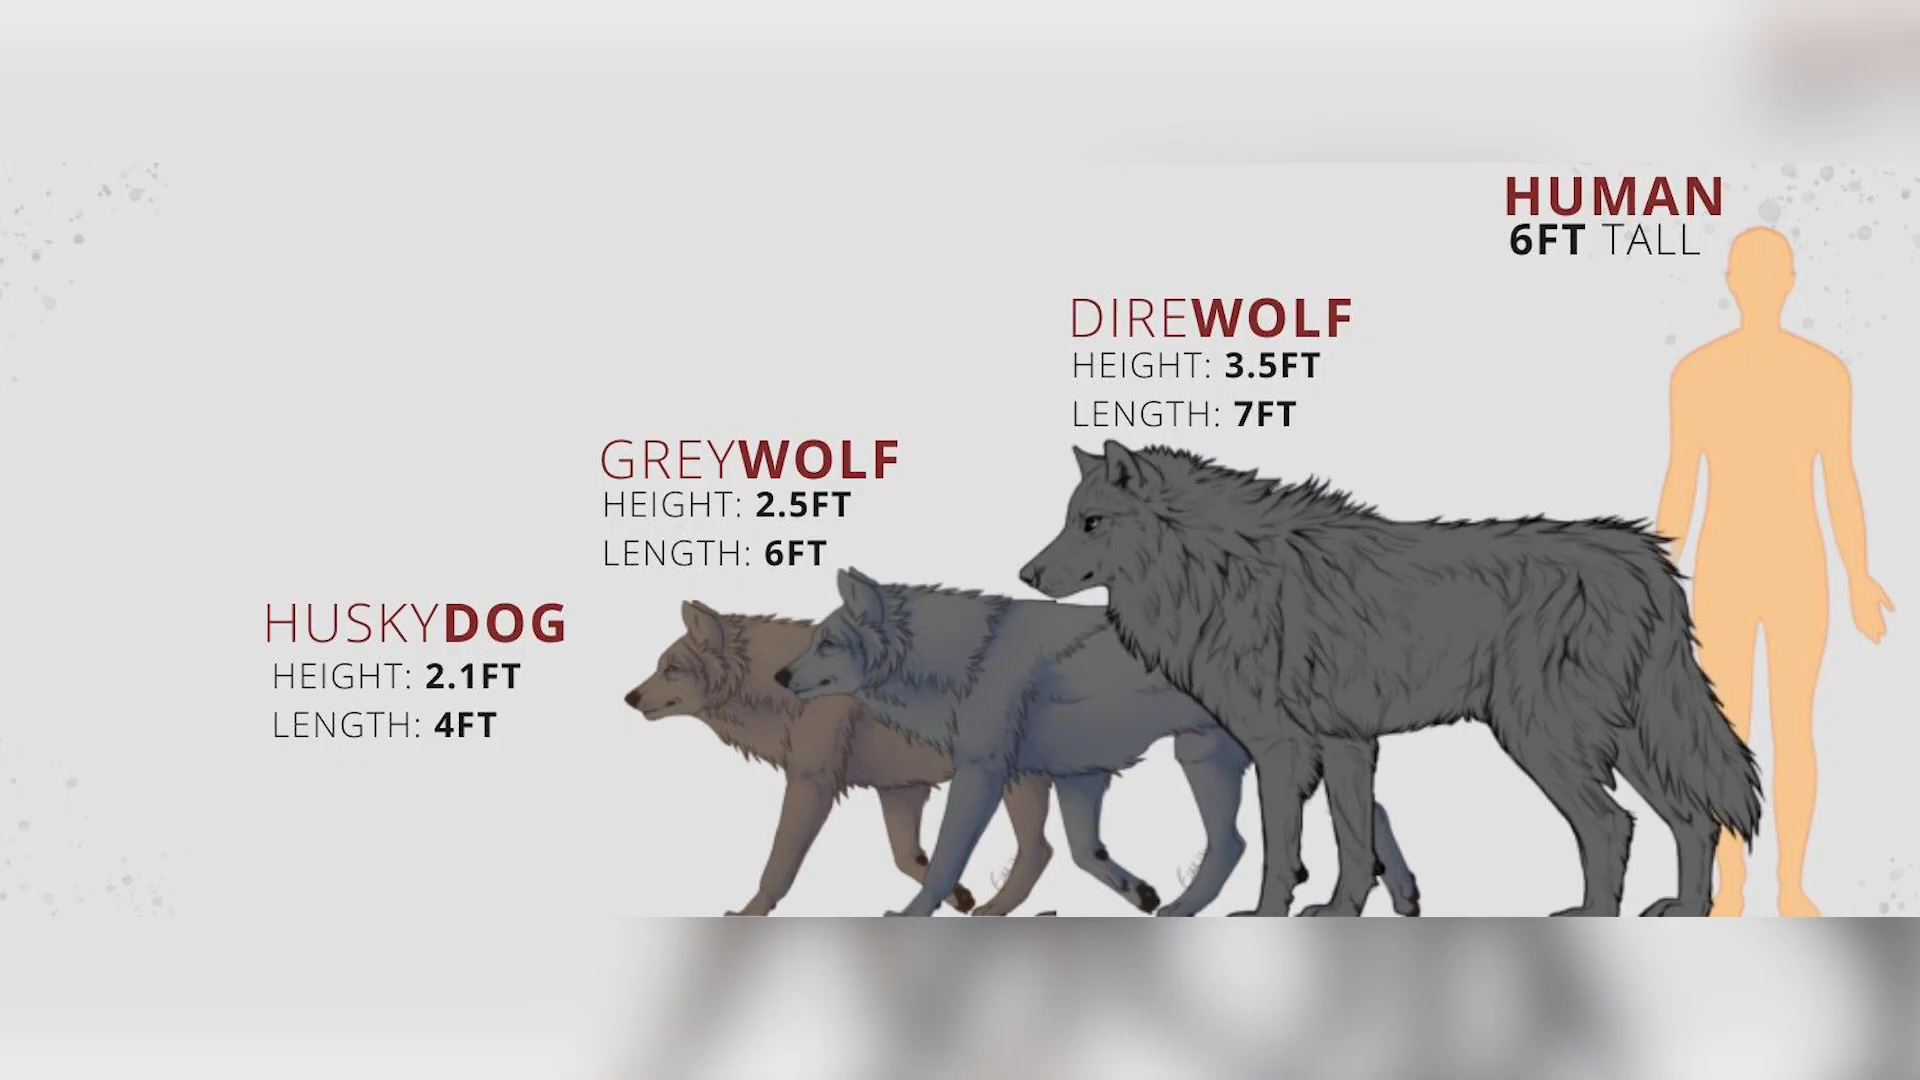 HUMAN
6FT TALL
DIREWOLF
HEIGHT: 3.5FT
LENGTH: 7FT
GREYWOLF
HEIGHT: 2.5FT
LENGTH: 6FT
HUSKYDOG
HEIGHT: 2.1FT
LENGTH: 4FT